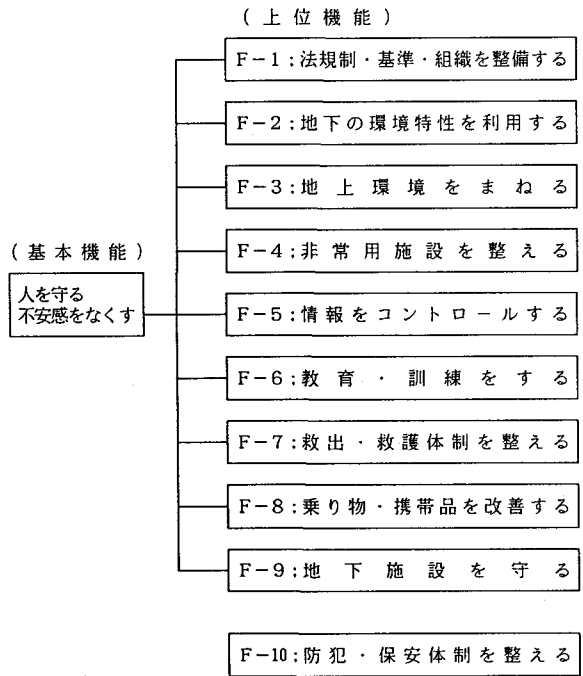 (上位機能)
F-1:法規制・基準・組織を整備する
F-2:地下の環境特性を利用する
F-3:地上環境をまねる
F-4:非常用施設を整える
(基本機能)
人を守る
不安感をなくす
F-5:情報をコントロールする
F-6:教育・訓練をする
F-7:救出・救護体制を整える
F-8:乗り物・携帯品を改善する
F-9:地下施設を守る
F-10:防犯・保安体制を整える